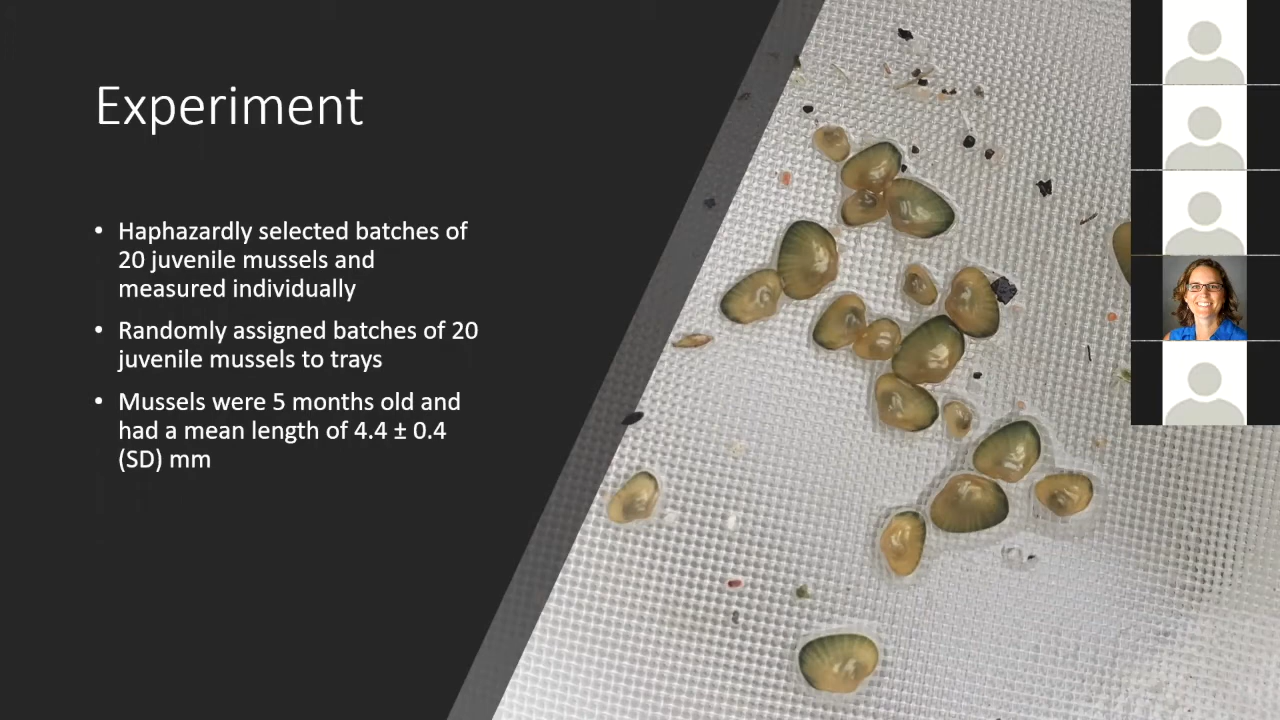 Experiment
• Haphazardly selected batches of
20 juvenile mussels and
measured individually
• Randomly assigned batches of 20
juvenile mussels to trays
• Mussels were 5 months old and
had a mean length of 4.4 ± 0.4
(SD) mm